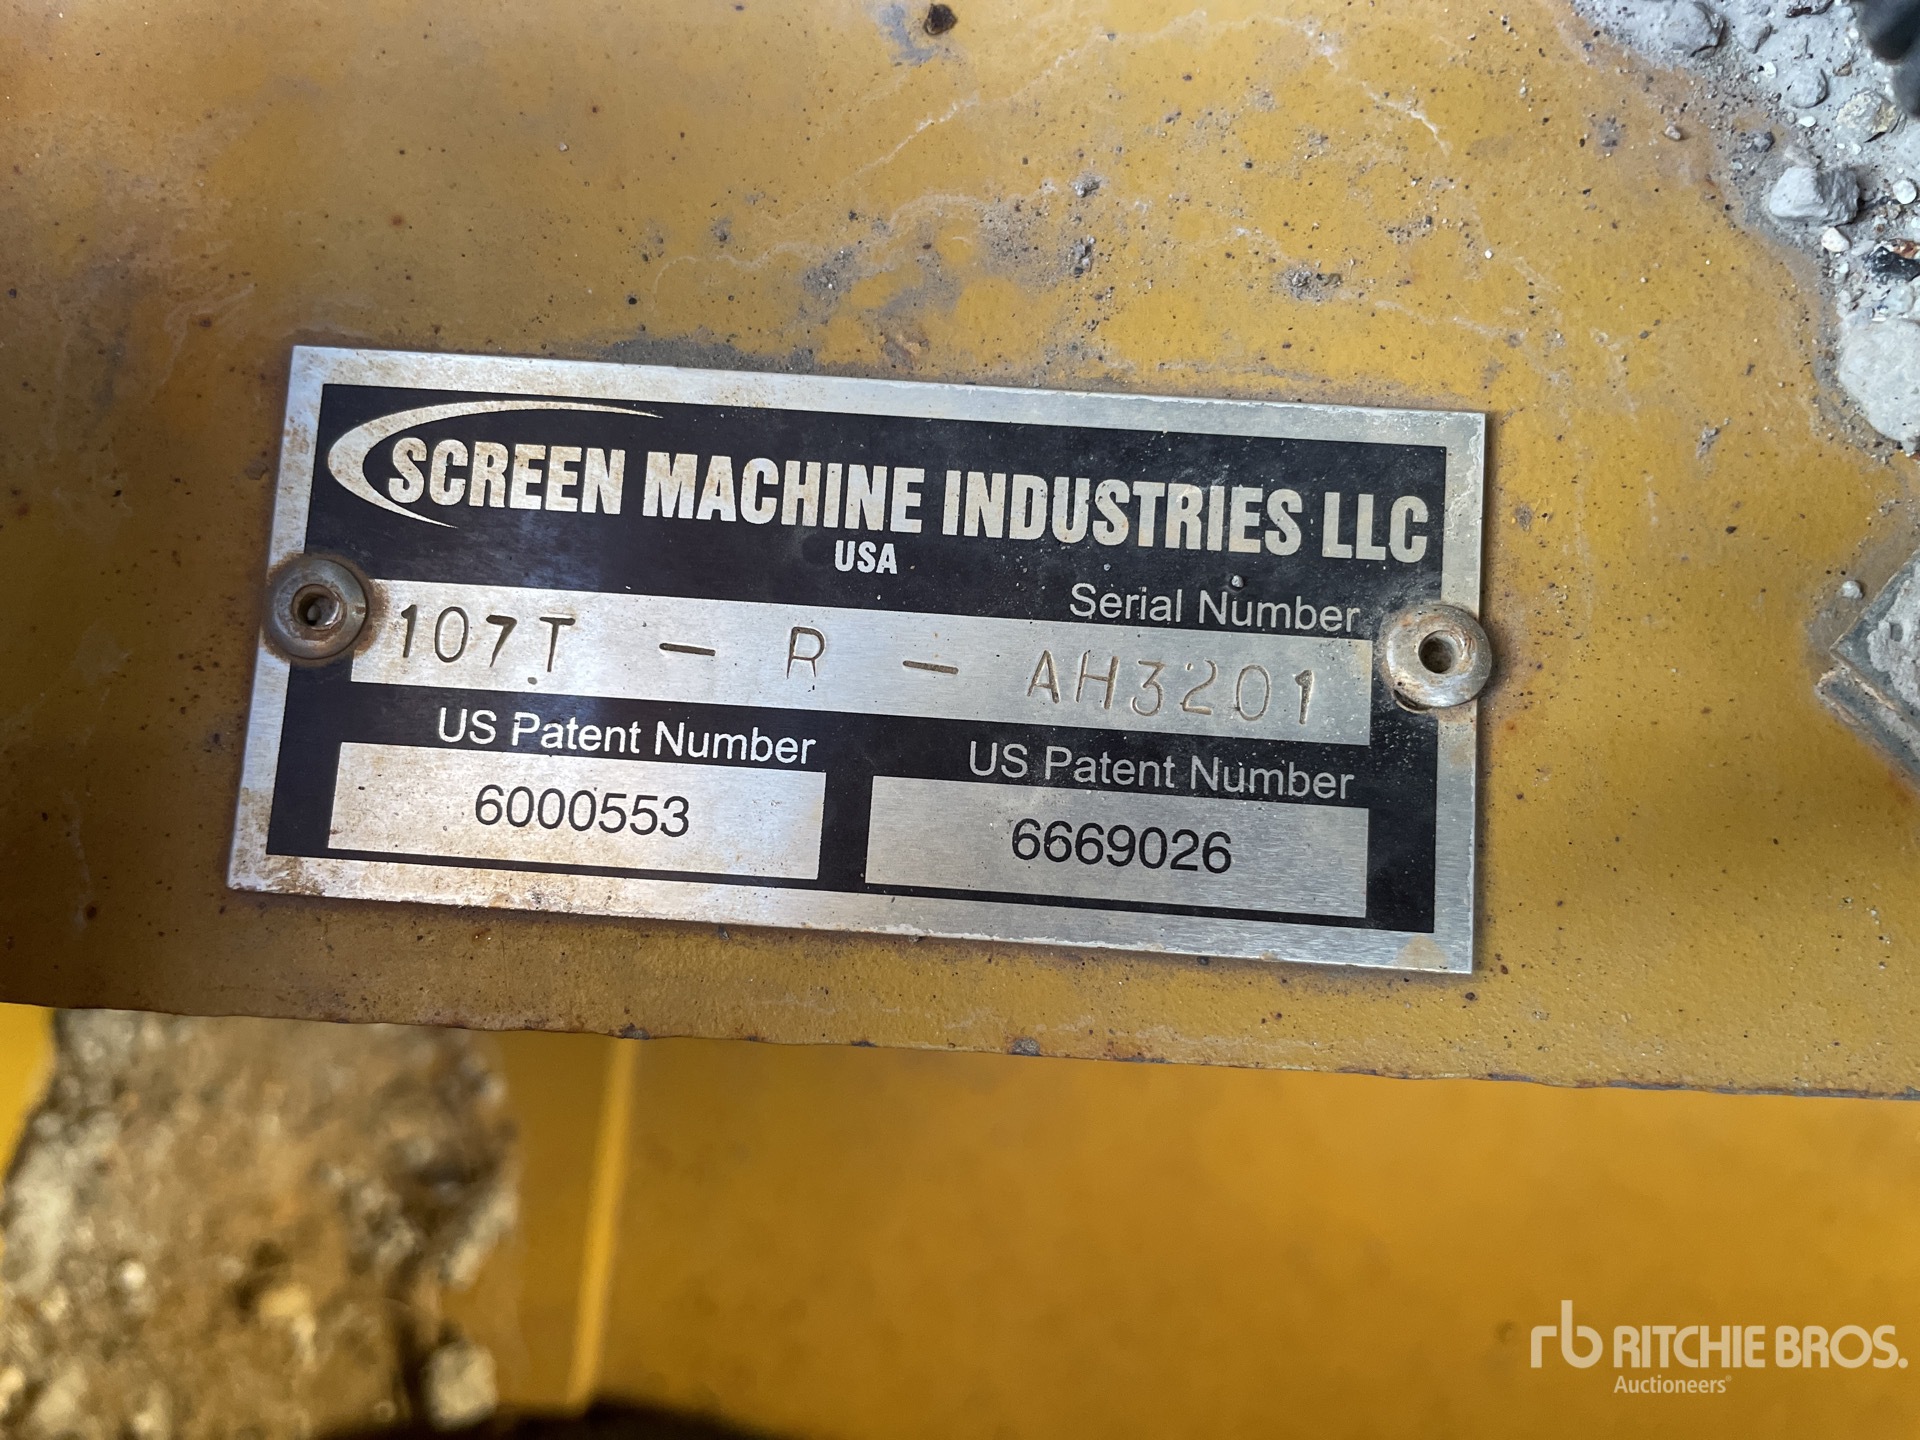 SCREEN MACHINE INDUSTRIES LLC
USA
Serial Number
107T - R - AH3201
US Patent Number
6000553
US Patent Number
6669026
rb RITCHIE BROS.
Auctioneers